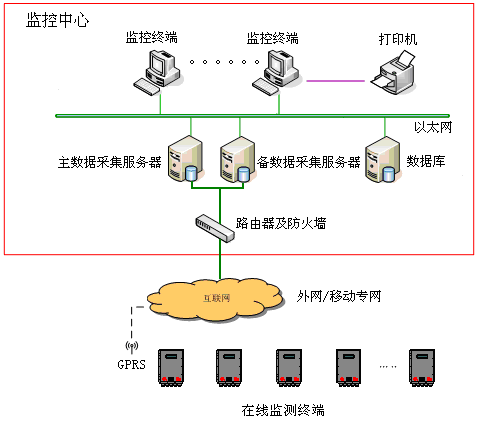 监控中心
监控终端
监控终端
打印机
以太网
主数据采集服务器
备数据采集服务器
数据库
路由器及防火墙
互联网
外网/移动专网
GPRS
在线监测终端